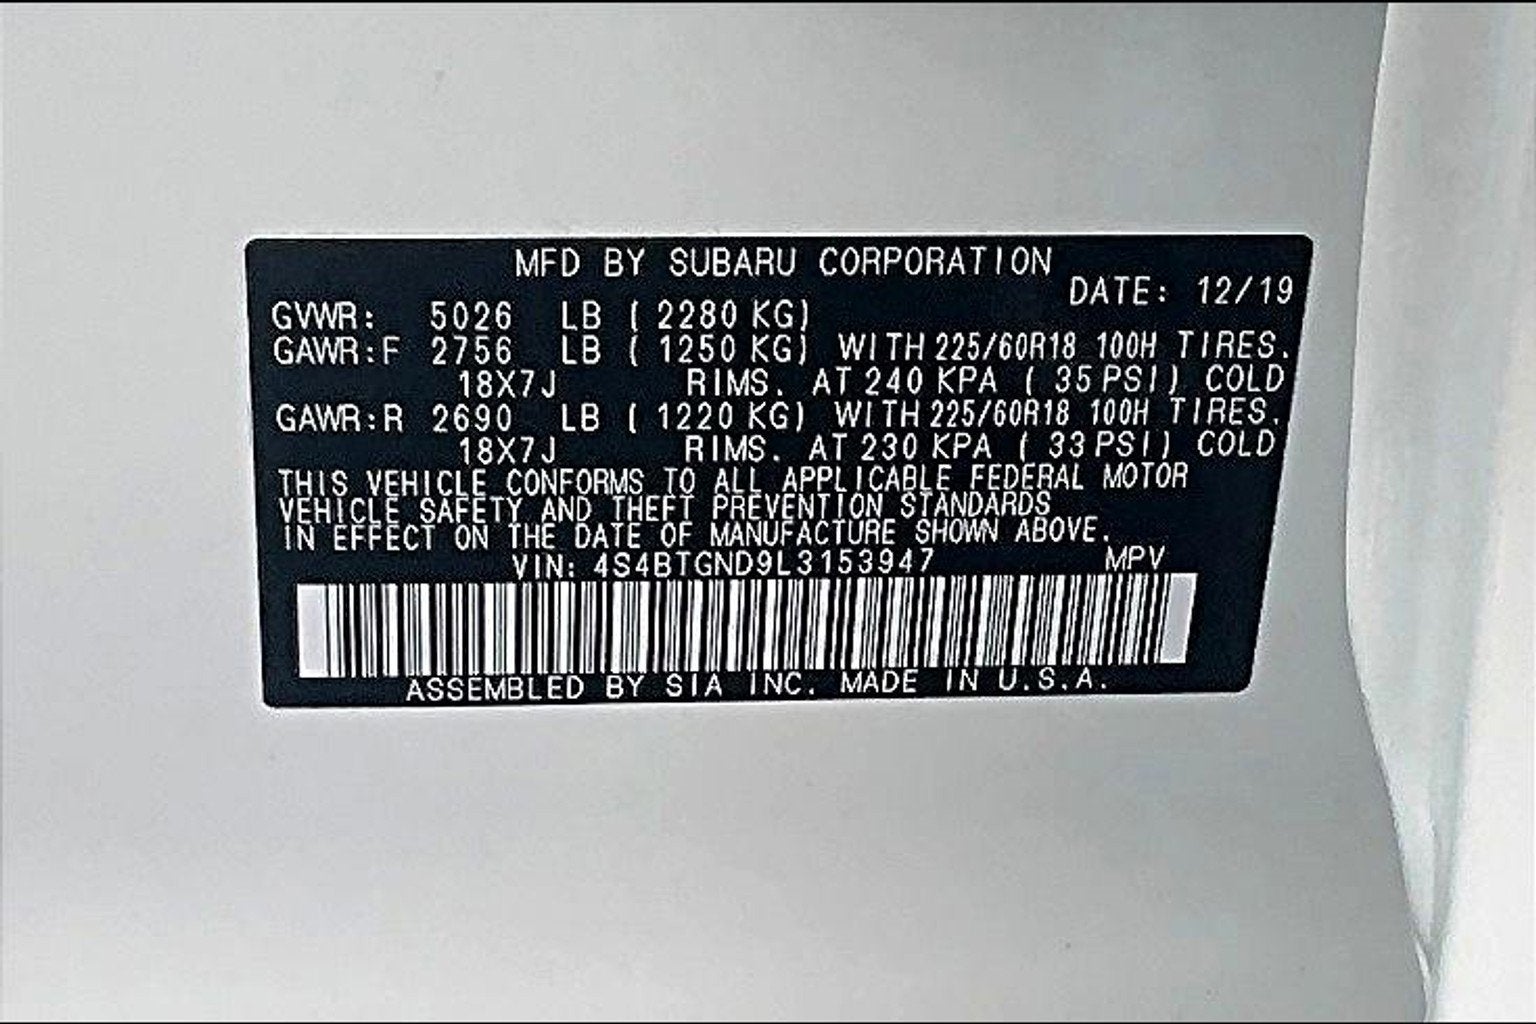 MFD BY SUBARU CORPORATION
DATE: 12/19
GVWR: 5026 LB ( 2280 KG)
GAWR:F 2756 LB ( 1250 KG) WITH 225/60R18 100H TIRES.
18X7J RIMS. AT 240 KPA ( 35 PSI) COLD
GAWR:R 2690 LB ( 1220 KG) WITH 225/60R18 100H TIRES.
18X7J RIMS. AT 230 KPA ( 33 PSI) COLD
THIS VEHICLE CONFORMS TO ALL APPLICABLE FEDERAL MOTOR
VEHICLE SAFETY AND THEFT PREVENTION STANDARDS
IN EFFECT ON THE DATE OF MANUFACTURE SHOWN ABOVE.
VIN: 4S4BTGND9L3153947 MPV
ASSEMBLED BY SIA INC. MADE IN U.S.A.